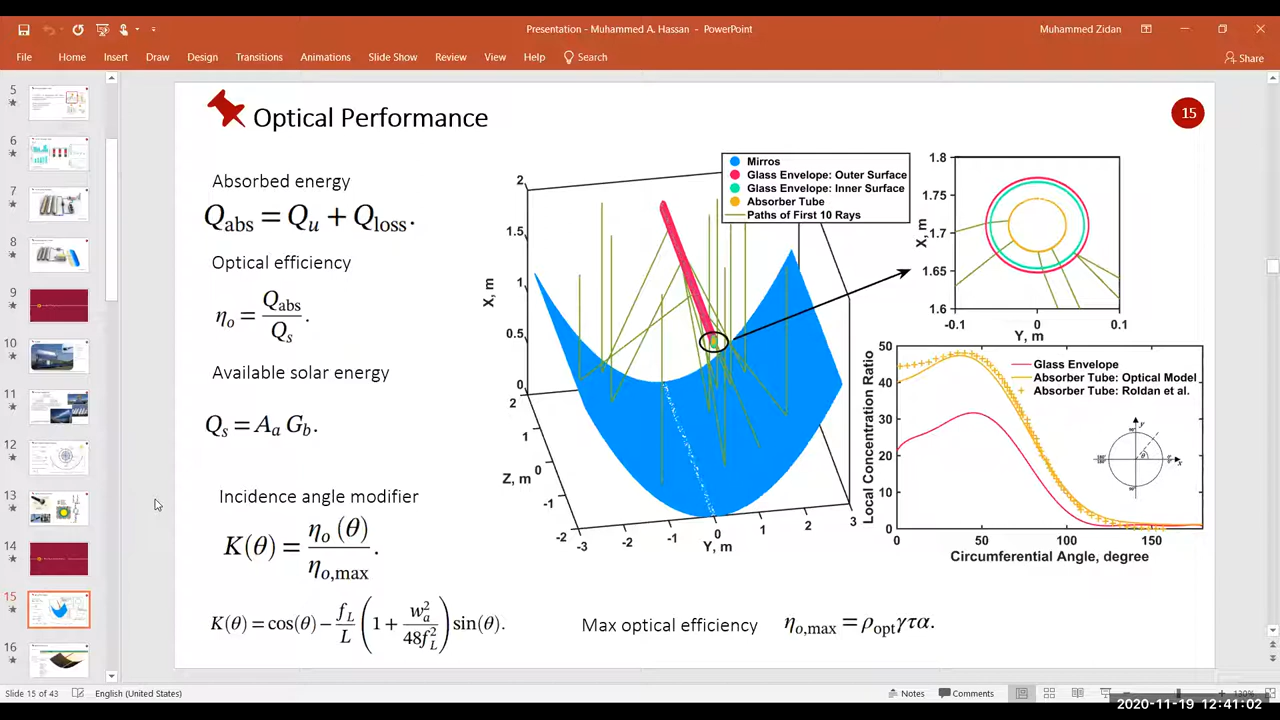 Presentation - Muhammed A. Hassan - PowerPoint
Muhammed Zidan
File Home Insert Draw Design Transitions Animations Slide Show Review View Help Search Share
5
6
7
8
9
10
11
12
13
14
15
16
Optical Performance
15
Absorbed energy
Q_abs = Q_u + Q_loss.
Optical efficiency
η_o = Q_abs / Q_s.
Available solar energy
Q_s = A_a G_b.
Incidence angle modifier
K(θ) = η_o (θ) / η_o,max.
K(θ) = cos(θ) − f_L / L (1 + w_a^2 / 48f_L^2) sin(θ).
Max optical efficiency η_o,max = ρ_opt γτα.
Mirros
Glass Envelope: Outer Surface
Glass Envelope: Inner Surface
Absorber Tube
Paths of First 10 Rays
X, m
2
1.5
1
0.5
0
Z, m
2
1
0
-1
-2
Y, m
-3
-2
-1
0
1
2
3
X, m
1.8
1.75
1.7
1.65
1.6
-0.1
0
0.1
Y, m
Local Concentration Ratio
50
40
30
20
10
0
Glass Envelope
Absorber Tube: Optical Model
Absorber Tube: Roldan et al.
y
θ
x
0
50
100
150
Circumferential Angle, degree
Slide 15 of 43 English (United States) Notes Comments
2020-11-19 12:41:02